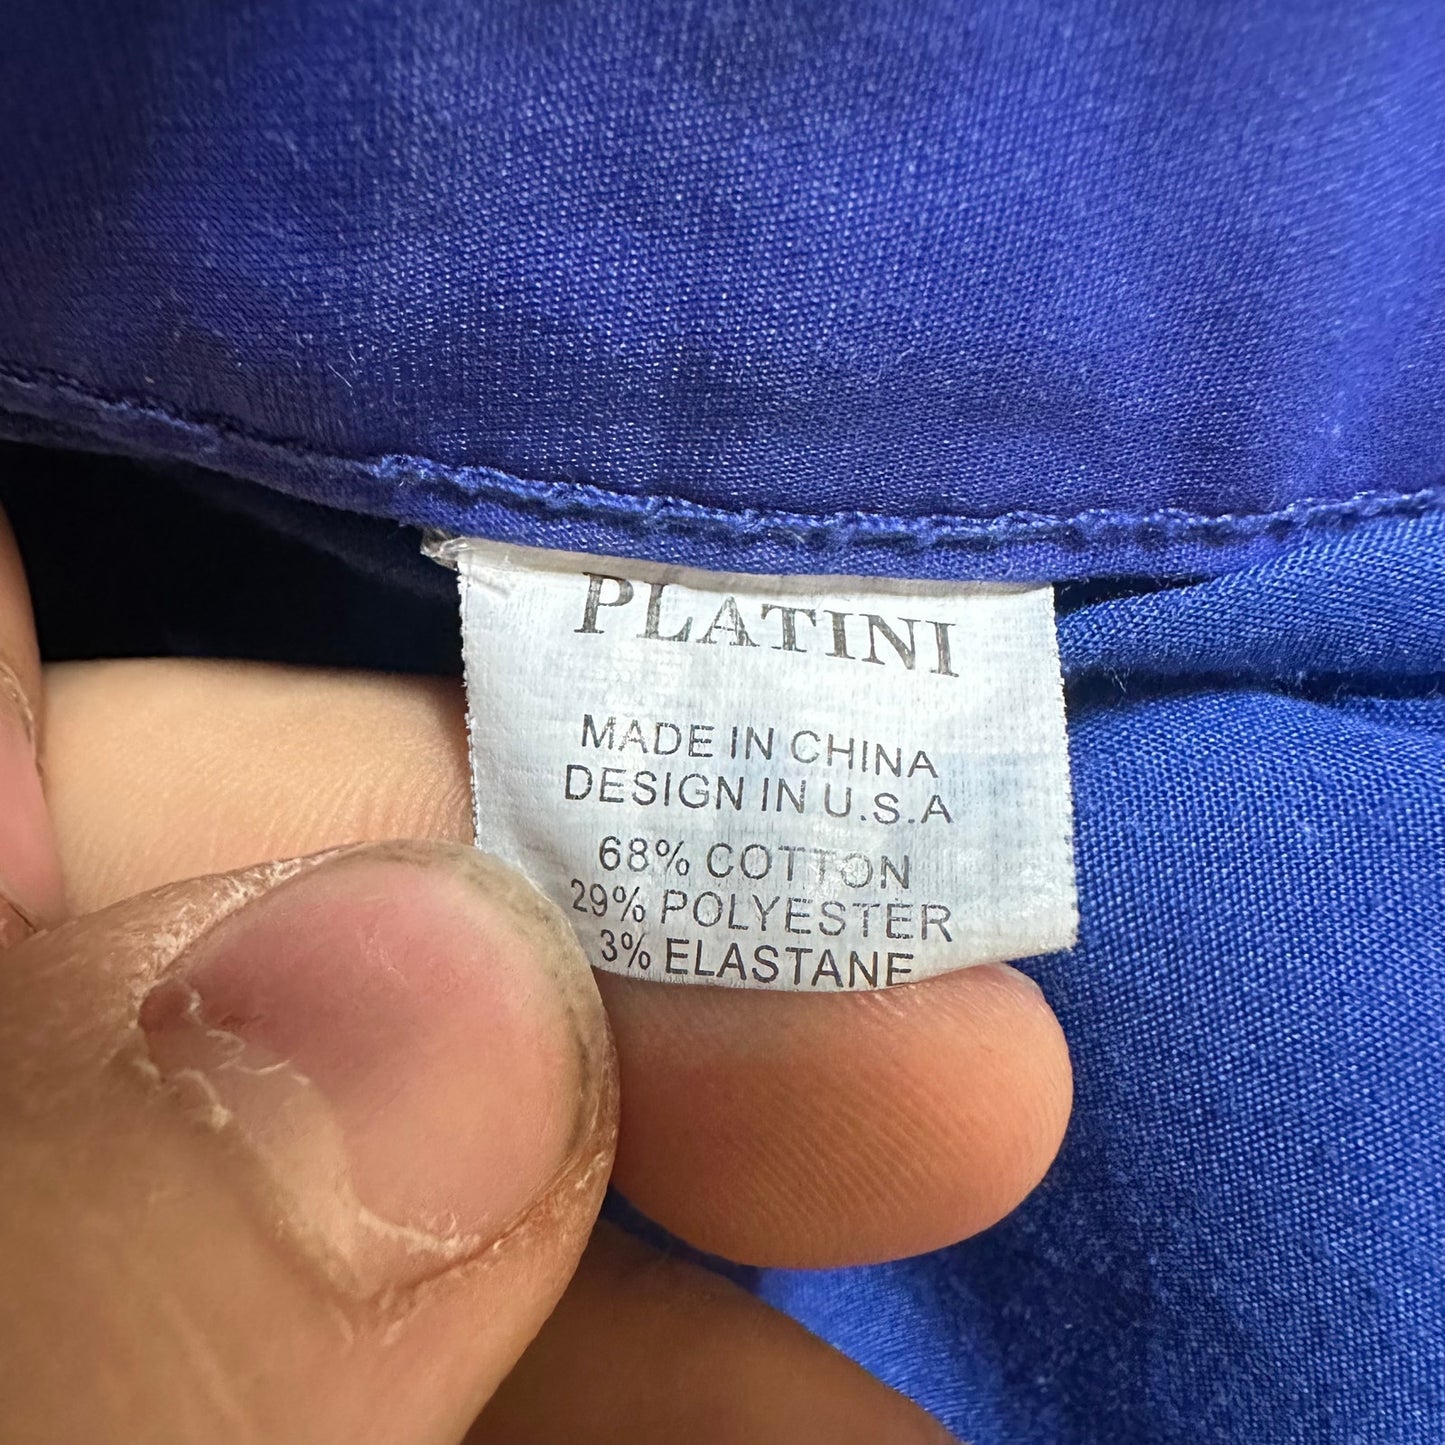 PLATINI
MADE IN CHINA
DESIGN IN U.S.A
68% COTTON
29% POLYESTER
3% ELASTANE